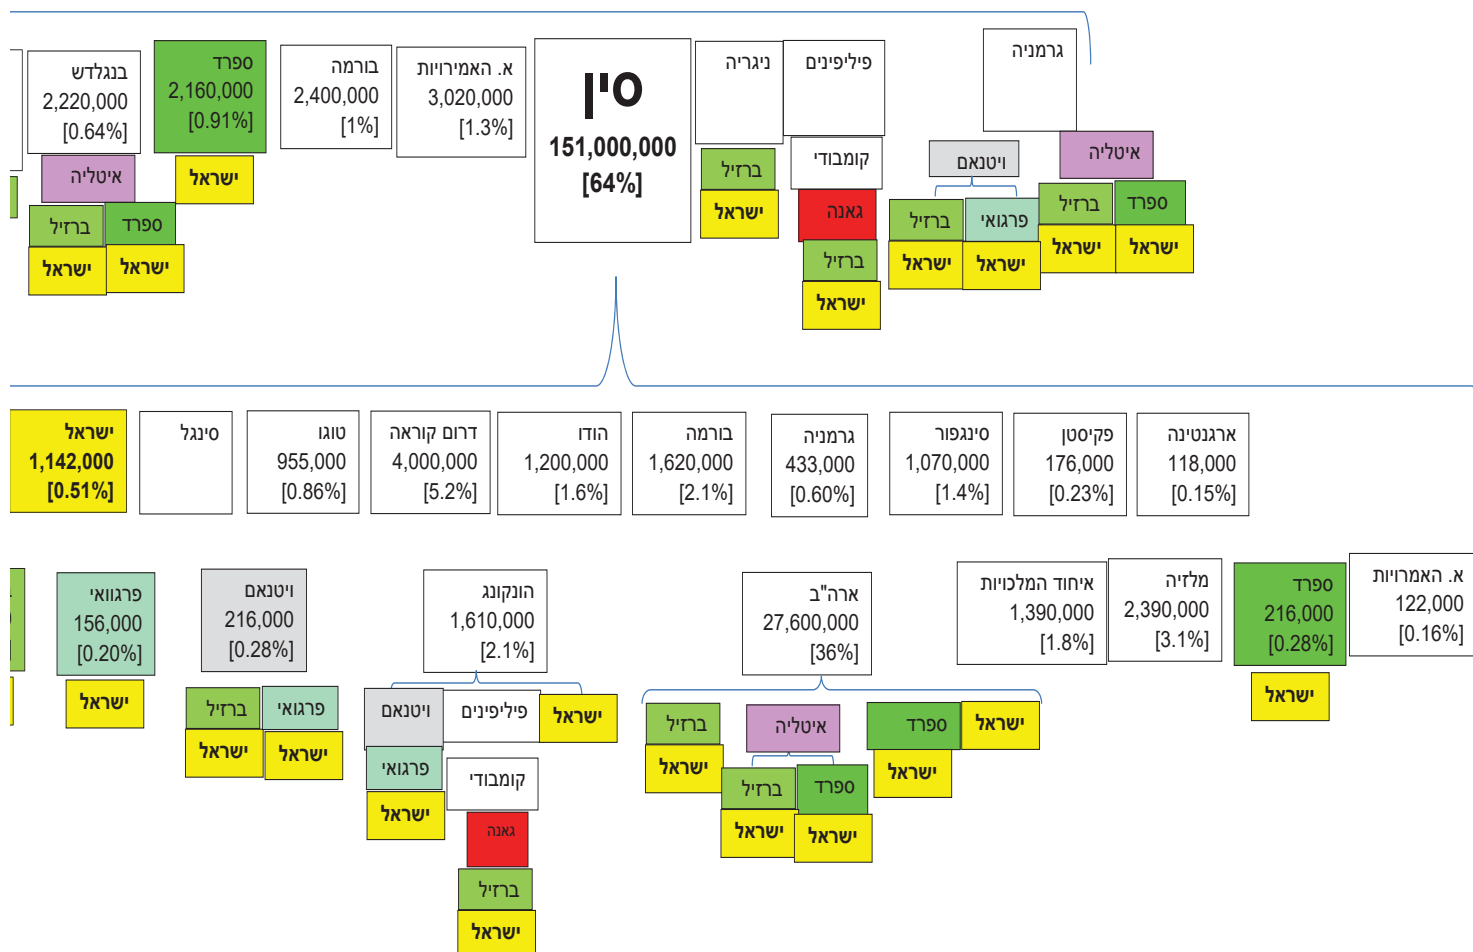 גרמניה
ויטנאם
ברזיל
ישראל
פרגואי
ישראל
איטליה
ברזיל
ישראל
ספרד
ישראל
פיליפינים
קומבודי
גאנה
ברזיל
ישראל
ניגריה
ברזיל
ישראל
סין
151,000,000
[64%]
א. האמירויות
3,020,000
[1.3%]
בורמה
2,400,000
[1%]
ספרד
2,160,000
[0.91%]
ישראל
בנגלדש
2,220,000
[0.64%]
איטליה
ספרד
ישראל
ברזיל
ישראל
ארגנטינה
118,000
[0.15%]
פקיסטן
176,000
[0.23%]
סינגפור
1,070,000
[1.4%]
גרמניה
433,000
[0.60%]
בורמה
1,620,000
[2.1%]
הודו
1,200,000
[1.6%]
דרום קוראה
4,000,000
[5.2%]
טוגו
955,000
[0.86%]
סינגל
ישראל
1,142,000
[0.51%]
א. האמרויות
122,000
[0.16%]
ספרד
216,000
[0.28%]
ישראל
מלזיה
2,390,000
[3.1%]
איחוד המלכויות
1,390,000
[1.8%]
ארה"ב
27,600,000
[36%]
ישראל
ספרד
ישראל
איטליה
ספרד
ישראל
ברזיל
ישראל
ברזיל
ישראל
הונקונג
1,610,000
[2.1%]
ישראל
פיליפינים
קומבודי
גאנה
ברזיל
ישראל
ויטנאם
פרגואי
ישראל
ויטנאם
216,000
[0.28%]
פרגואי
ישראל
ברזיל
ישראל
פרגוואי
156,000
[0.20%]
ישראל